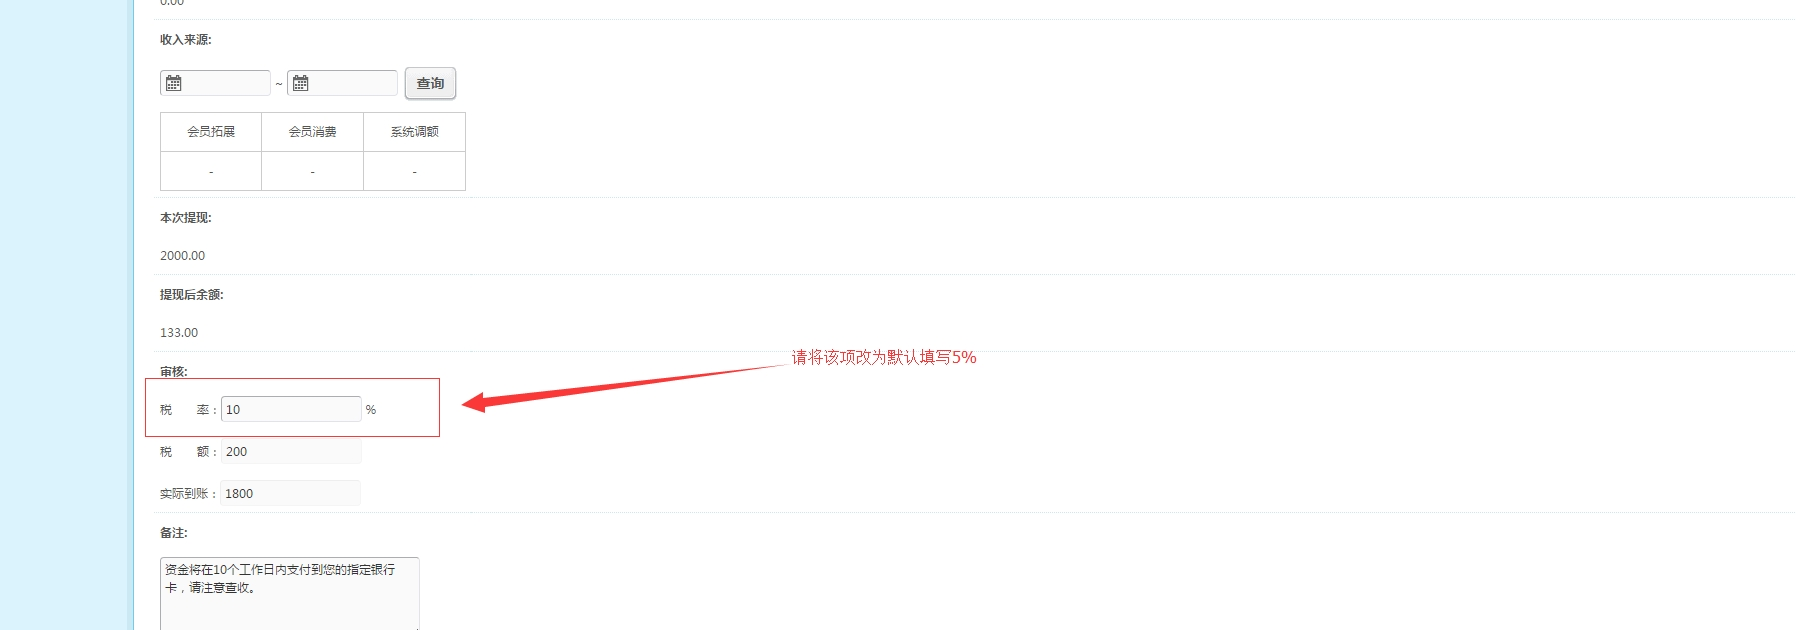 0.00
收入来源:
~ 查询
会员拓展 会员消费 系统调额
- - -
本次提现:
2000.00
提现后余额:
133.00
请将该项改为默认填写5%
审核:
税 率： 10 %
税 额： 200
实际到账： 1800
备注:
资金将在10个工作日内支付到您的指定银行
卡，请注意查收。